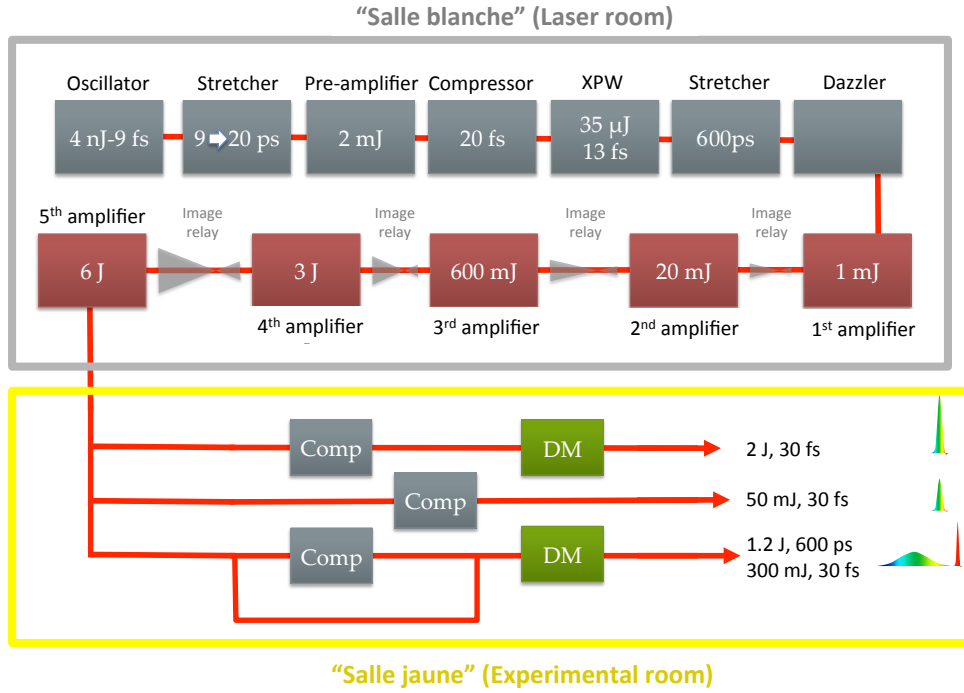 “Salle blanche” (Laser room)
Oscillator Stretcher Pre-amplifier Compressor XPW Stretcher Dazzler
4 nJ-9 fs 9 20 ps 2 mJ 20 fs 35 μJ 600ps
13 fs
5th amplifier
Image relay Image relay Image relay Image relay
6 J 3 J 600 mJ 20 mJ 1 mJ
4th amplifier 3rd amplifier 2nd amplifier 1st amplifier
Comp DM 2 J, 30 fs
Comp 50 mJ, 30 fs
Comp DM 1.2 J, 600 ps
300 mJ, 30 fs
“Salle jaune” (Experimental room)